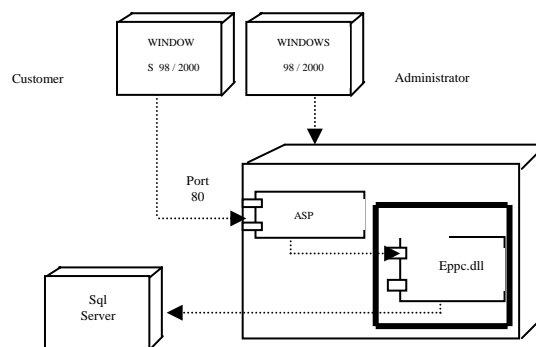 WINDOW
S 98 / 2000
WINDOWS
98 / 2000
Customer
Administrator
Port
80
ASP
Eppc.dll
Sql
Server